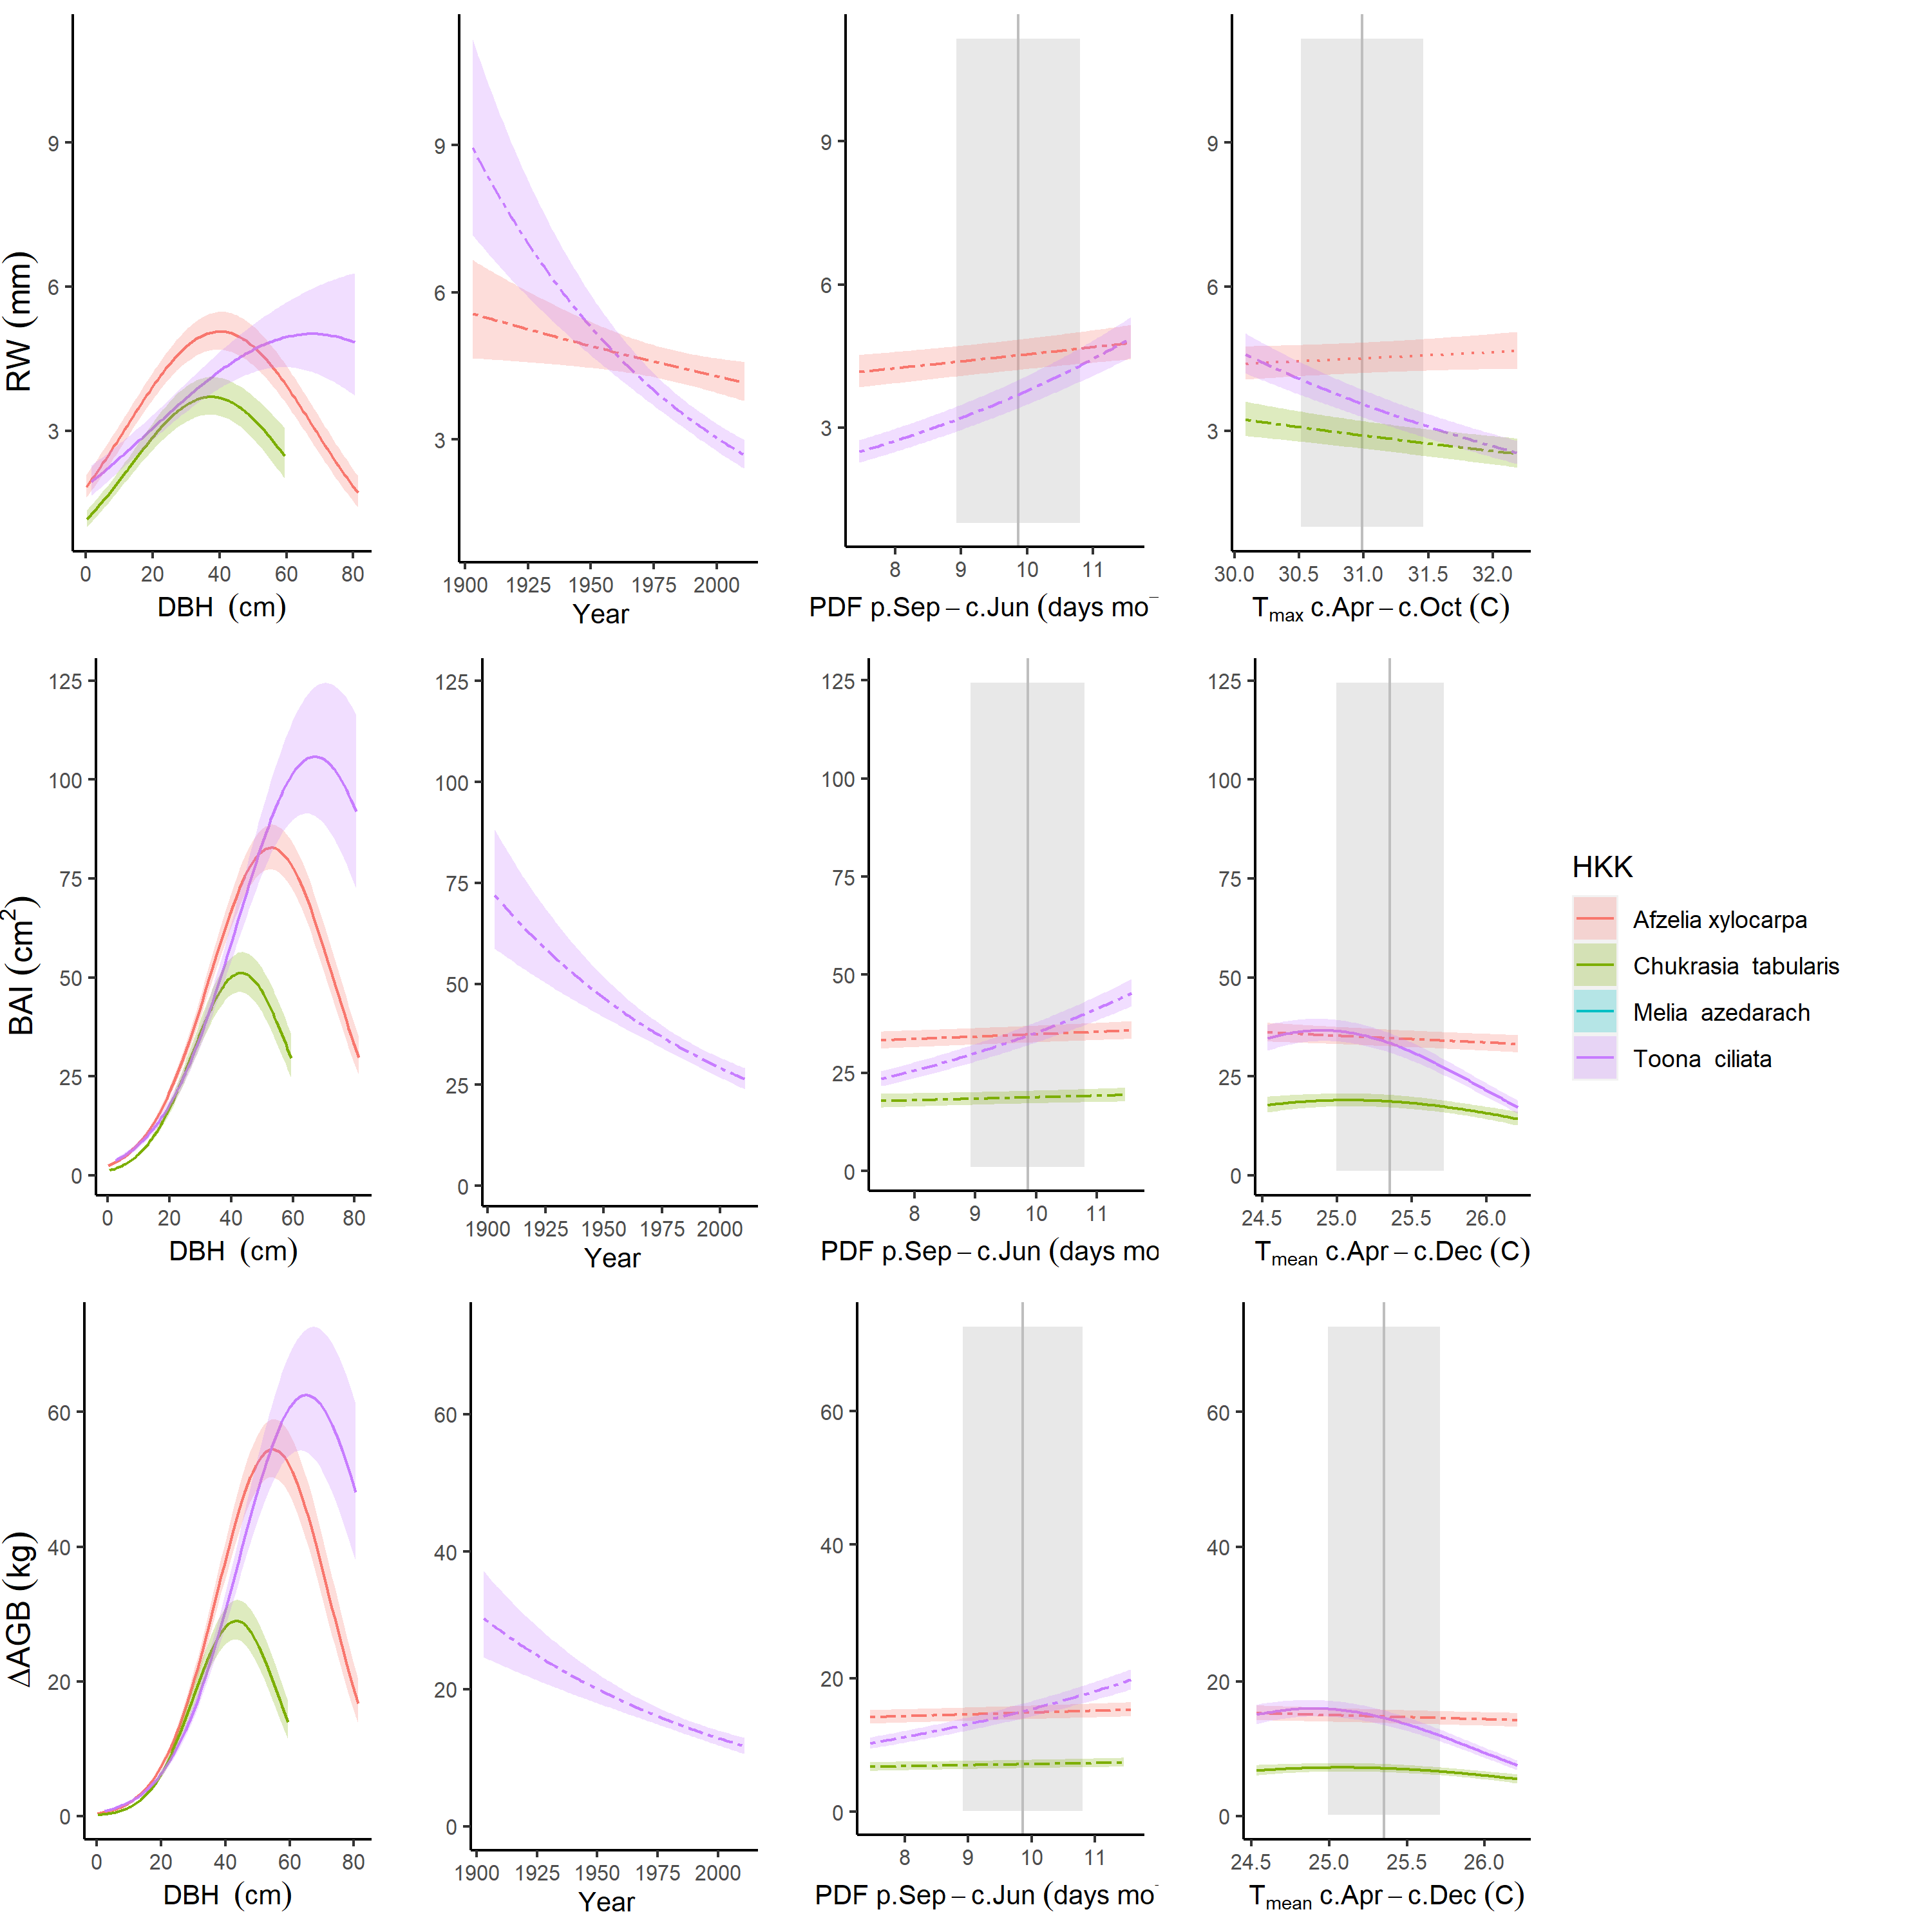 RW (mm)
9
6
3
0 20 40 60 80
DBH (cm)
9
6
3
1900 1925 1950 1975 2000
Year
9
6
3
8 9 10 11
PDF p.Sep – c.Jun (days mo⁻
9
6
3
30.0 30.5 31.0 31.5 32.0
Tmax c.Apr – c.Oct (C)
BAI (cm²)
125
100
75
50
25
0
0 20 40 60 80
DBH (cm)
125
100
75
50
25
0
1900 1925 1950 1975 2000
Year
125
100
75
50
25
0
8 9 10 11
PDF p.Sep – c.Jun (days mo
125
100
75
50
25
0
24.5 25.0 25.5 26.0
Tmean c.Apr – c.Dec (C)
HKK
Afzelia xylocarpa
Chukrasia tabularis
Melia azedarach
Toona ciliata
ΔAGB (kg)
60
40
20
0
0 20 40 60 80
DBH (cm)
60
40
20
0
1900 1925 1950 1975 2000
Year
60
40
20
0
8 9 10 11
PDF p.Sep – c.Jun (days mo⁻
60
40
20
0
24.5 25.0 25.5 26.0
Tmean c.Apr – c.Dec (C)